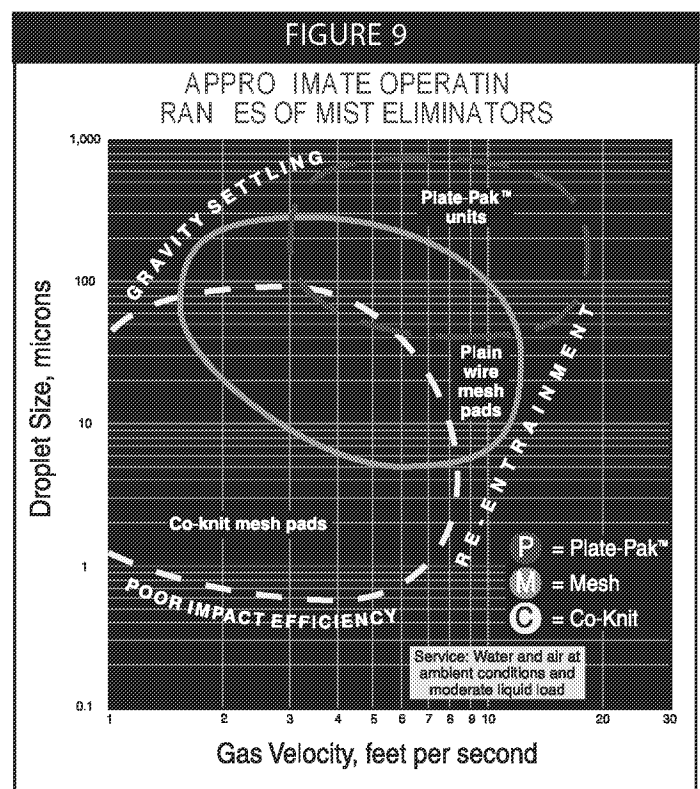 FIGURE 9
APPRO IMATE OPERATIN
RAN ES OF MIST ELIMINATORS
1,000
100
10
1
0.1
Droplet Size, microns
GRAVITY SETTLING
Plate-Pak™
units
Plain
wire
mesh
pads
RE-ENTRAINMENT
Co-knit mesh pads
POOR IMPACT EFFICIENCY
P = Plate-Pak™
M = Mesh
C = Co-Knit
Service: Water and air at
ambient conditions and
moderate liquid load
1 2 3 4 5 6 7 8 9 10 20 30
Gas Velocity, feet per second